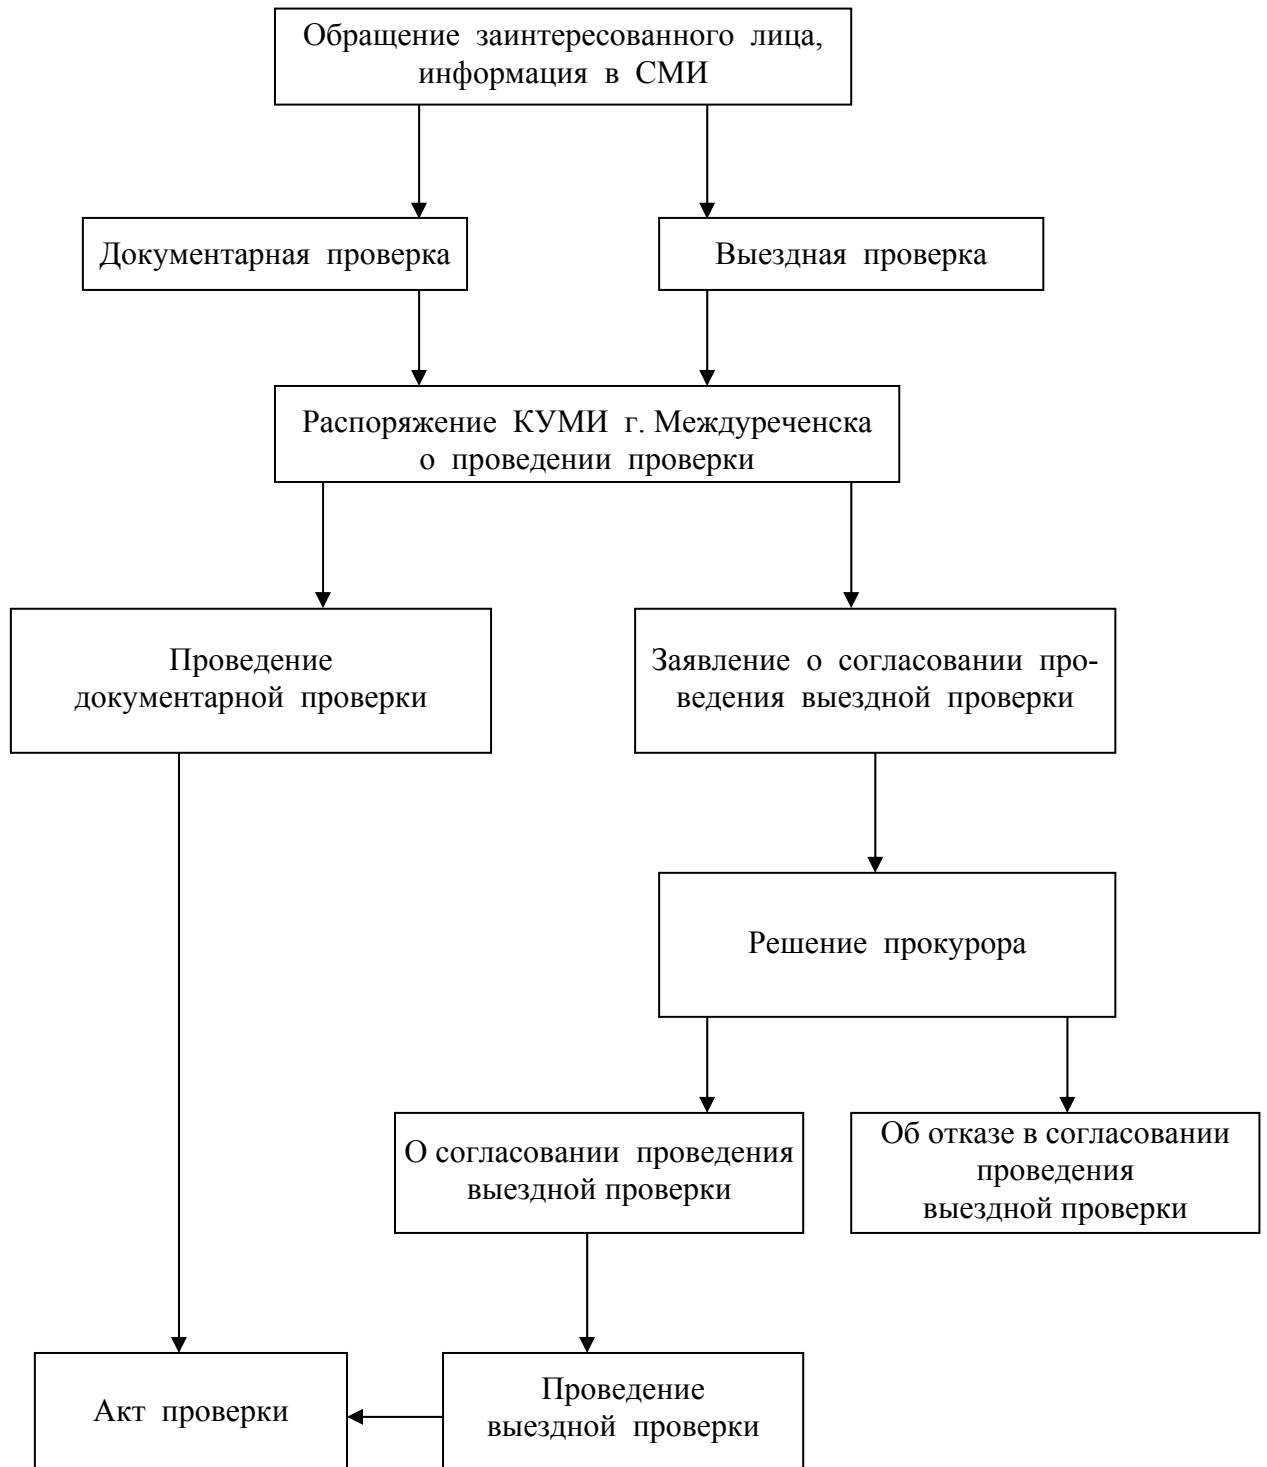 Обращение заинтересованного лица,
информация в СМИ
Документарная проверка
Выездная проверка
Распоряжение КУМИ г. Междуреченска
о проведении проверки
Проведение
документарной проверки
Заявление о согласовании про-
ведения выездной проверки
Решение прокурора
О согласовании проведения
выездной проверки
Об отказе в согласовании
проведения
выездной проверки
Акт проверки
Проведение
выездной проверки